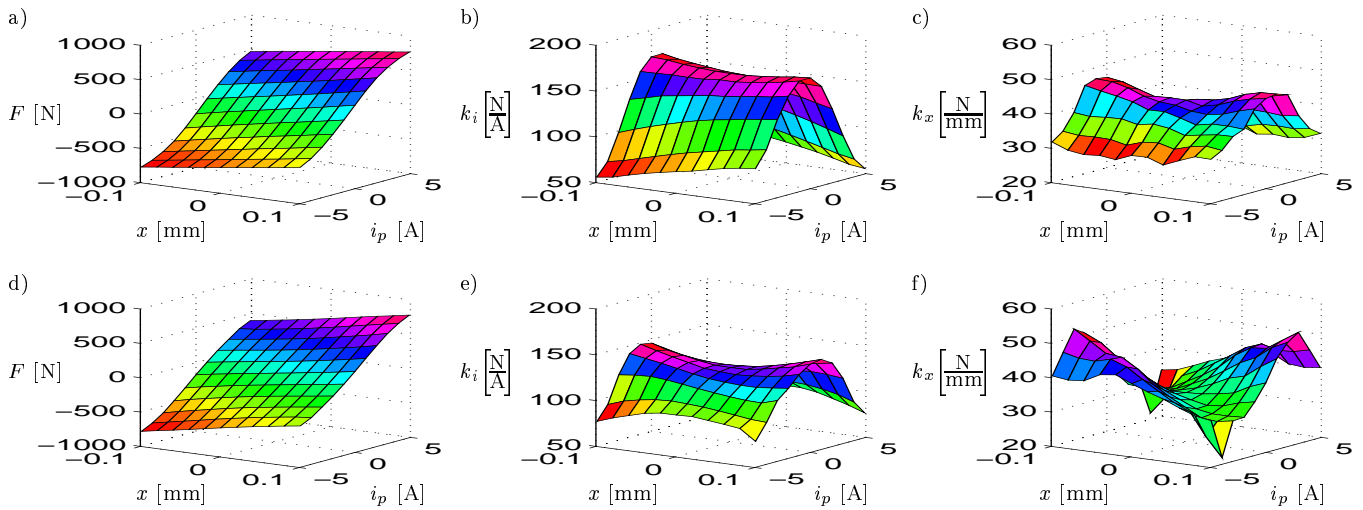 a)
1000
500
0
−500
−1000
F [N]
−0.1
0
0.1
x [mm]
−5
0
5
i_p [A]
b)
200
150
100
50
k_i [N/A]
−0.1
0
0.1
x [mm]
−5
0
5
i_p [A]
c)
60
50
40
30
20
k_x [N/mm]
−0.1
0
0.1
x [mm]
−5
0
5
i_p [A]
d)
1000
500
0
−500
−1000
F [N]
−0.1
0
0.1
x [mm]
−5
0
5
i_p [A]
e)
200
150
100
50
k_i [N/A]
−0.1
0
0.1
x [mm]
−5
0
5
i_p [A]
f)
60
50
40
30
20
k_x [N/mm]
−0.1
0
0.1
x [mm]
−5
0
5
i_p [A]